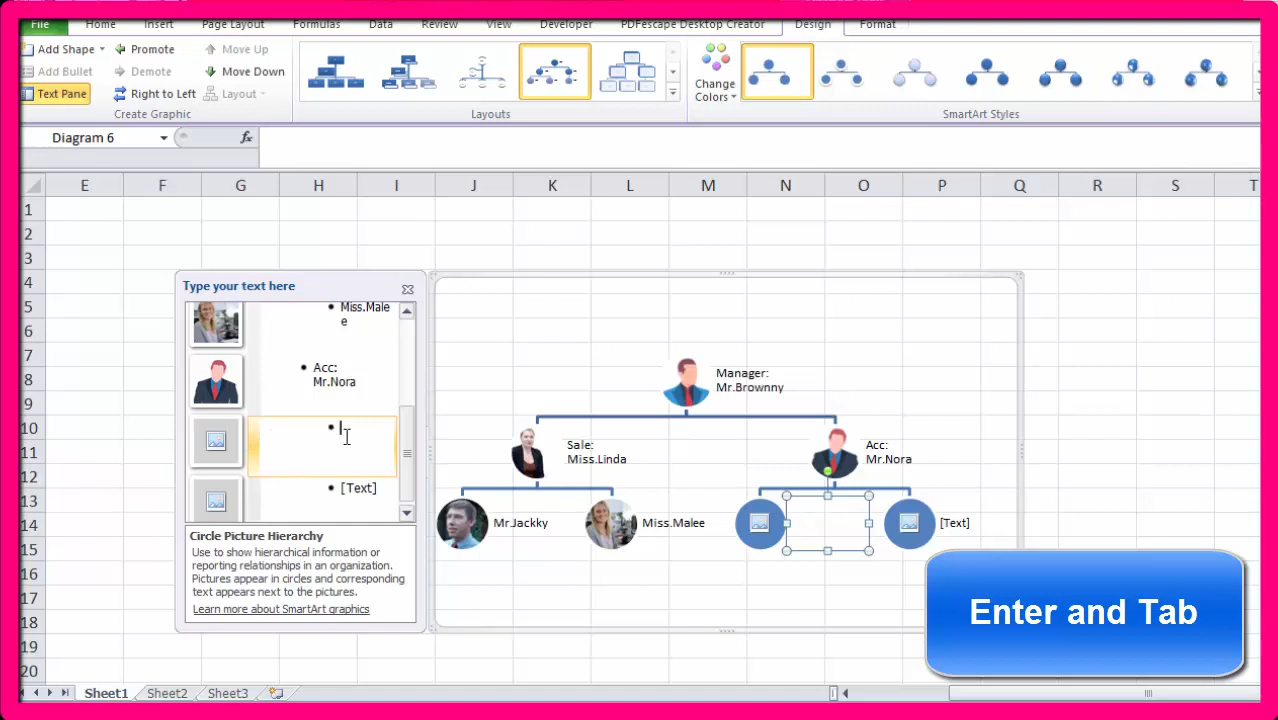 File Home Insert Page Layout Formulas Data Review View Developer PDFescape Desktop Creator Design Format
Add Shape Promote Move Up
Add Bullet Demote Move Down
Text Pane Right to Left Layout
Create Graphic
Layouts
Change
Colors
SmartArt Styles
Diagram 6 fx
E F G H I J K L M N O P Q R S T
1
2
3
4
5
6
7
8
9
10
11
12
13
14
15
16
17
18
19
20
Type your text here
Miss.Male
e
Acc:
Mr.Nora
[Text]
Circle Picture Hierarchy
Use to show hierarchical information or
reporting relationships in an organization.
Pictures appear in circles and corresponding
text appears next to the pictures.
Learn more about SmartArt graphics
Manager:
Mr.Brownny
Sale:
Miss.Linda
Acc:
Mr.Nora
Mr.Jackky
Miss.Malee
[Text]
Enter and Tab
Sheet1 Sheet2 Sheet3